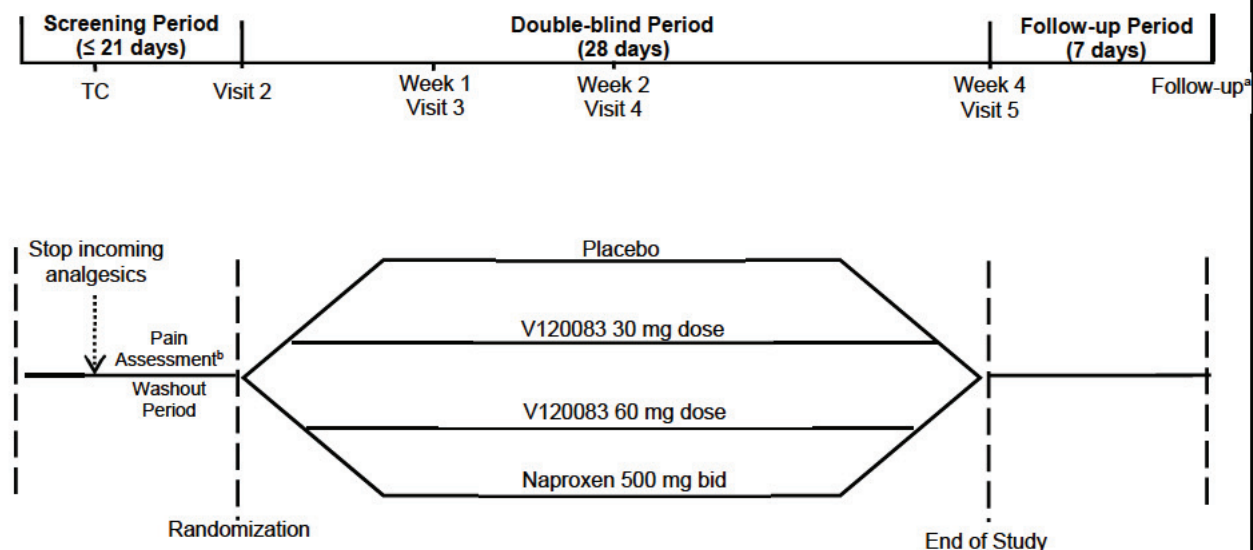 Screening Period
(≤ 21 days)
Double-blind Period
(28 days)
Follow-up Period
(7 days)
TC
Visit 2
Week 1
Visit 3
Week 2
Visit 4
Week 4
Visit 5
Follow-upᵃ
Stop incoming
analgesics
Pain
Assessmentᵇ
Washout
Period
Placebo
V120083 30 mg dose
V120083 60 mg dose
Naproxen 500 mg bid
Randomization
End of Study